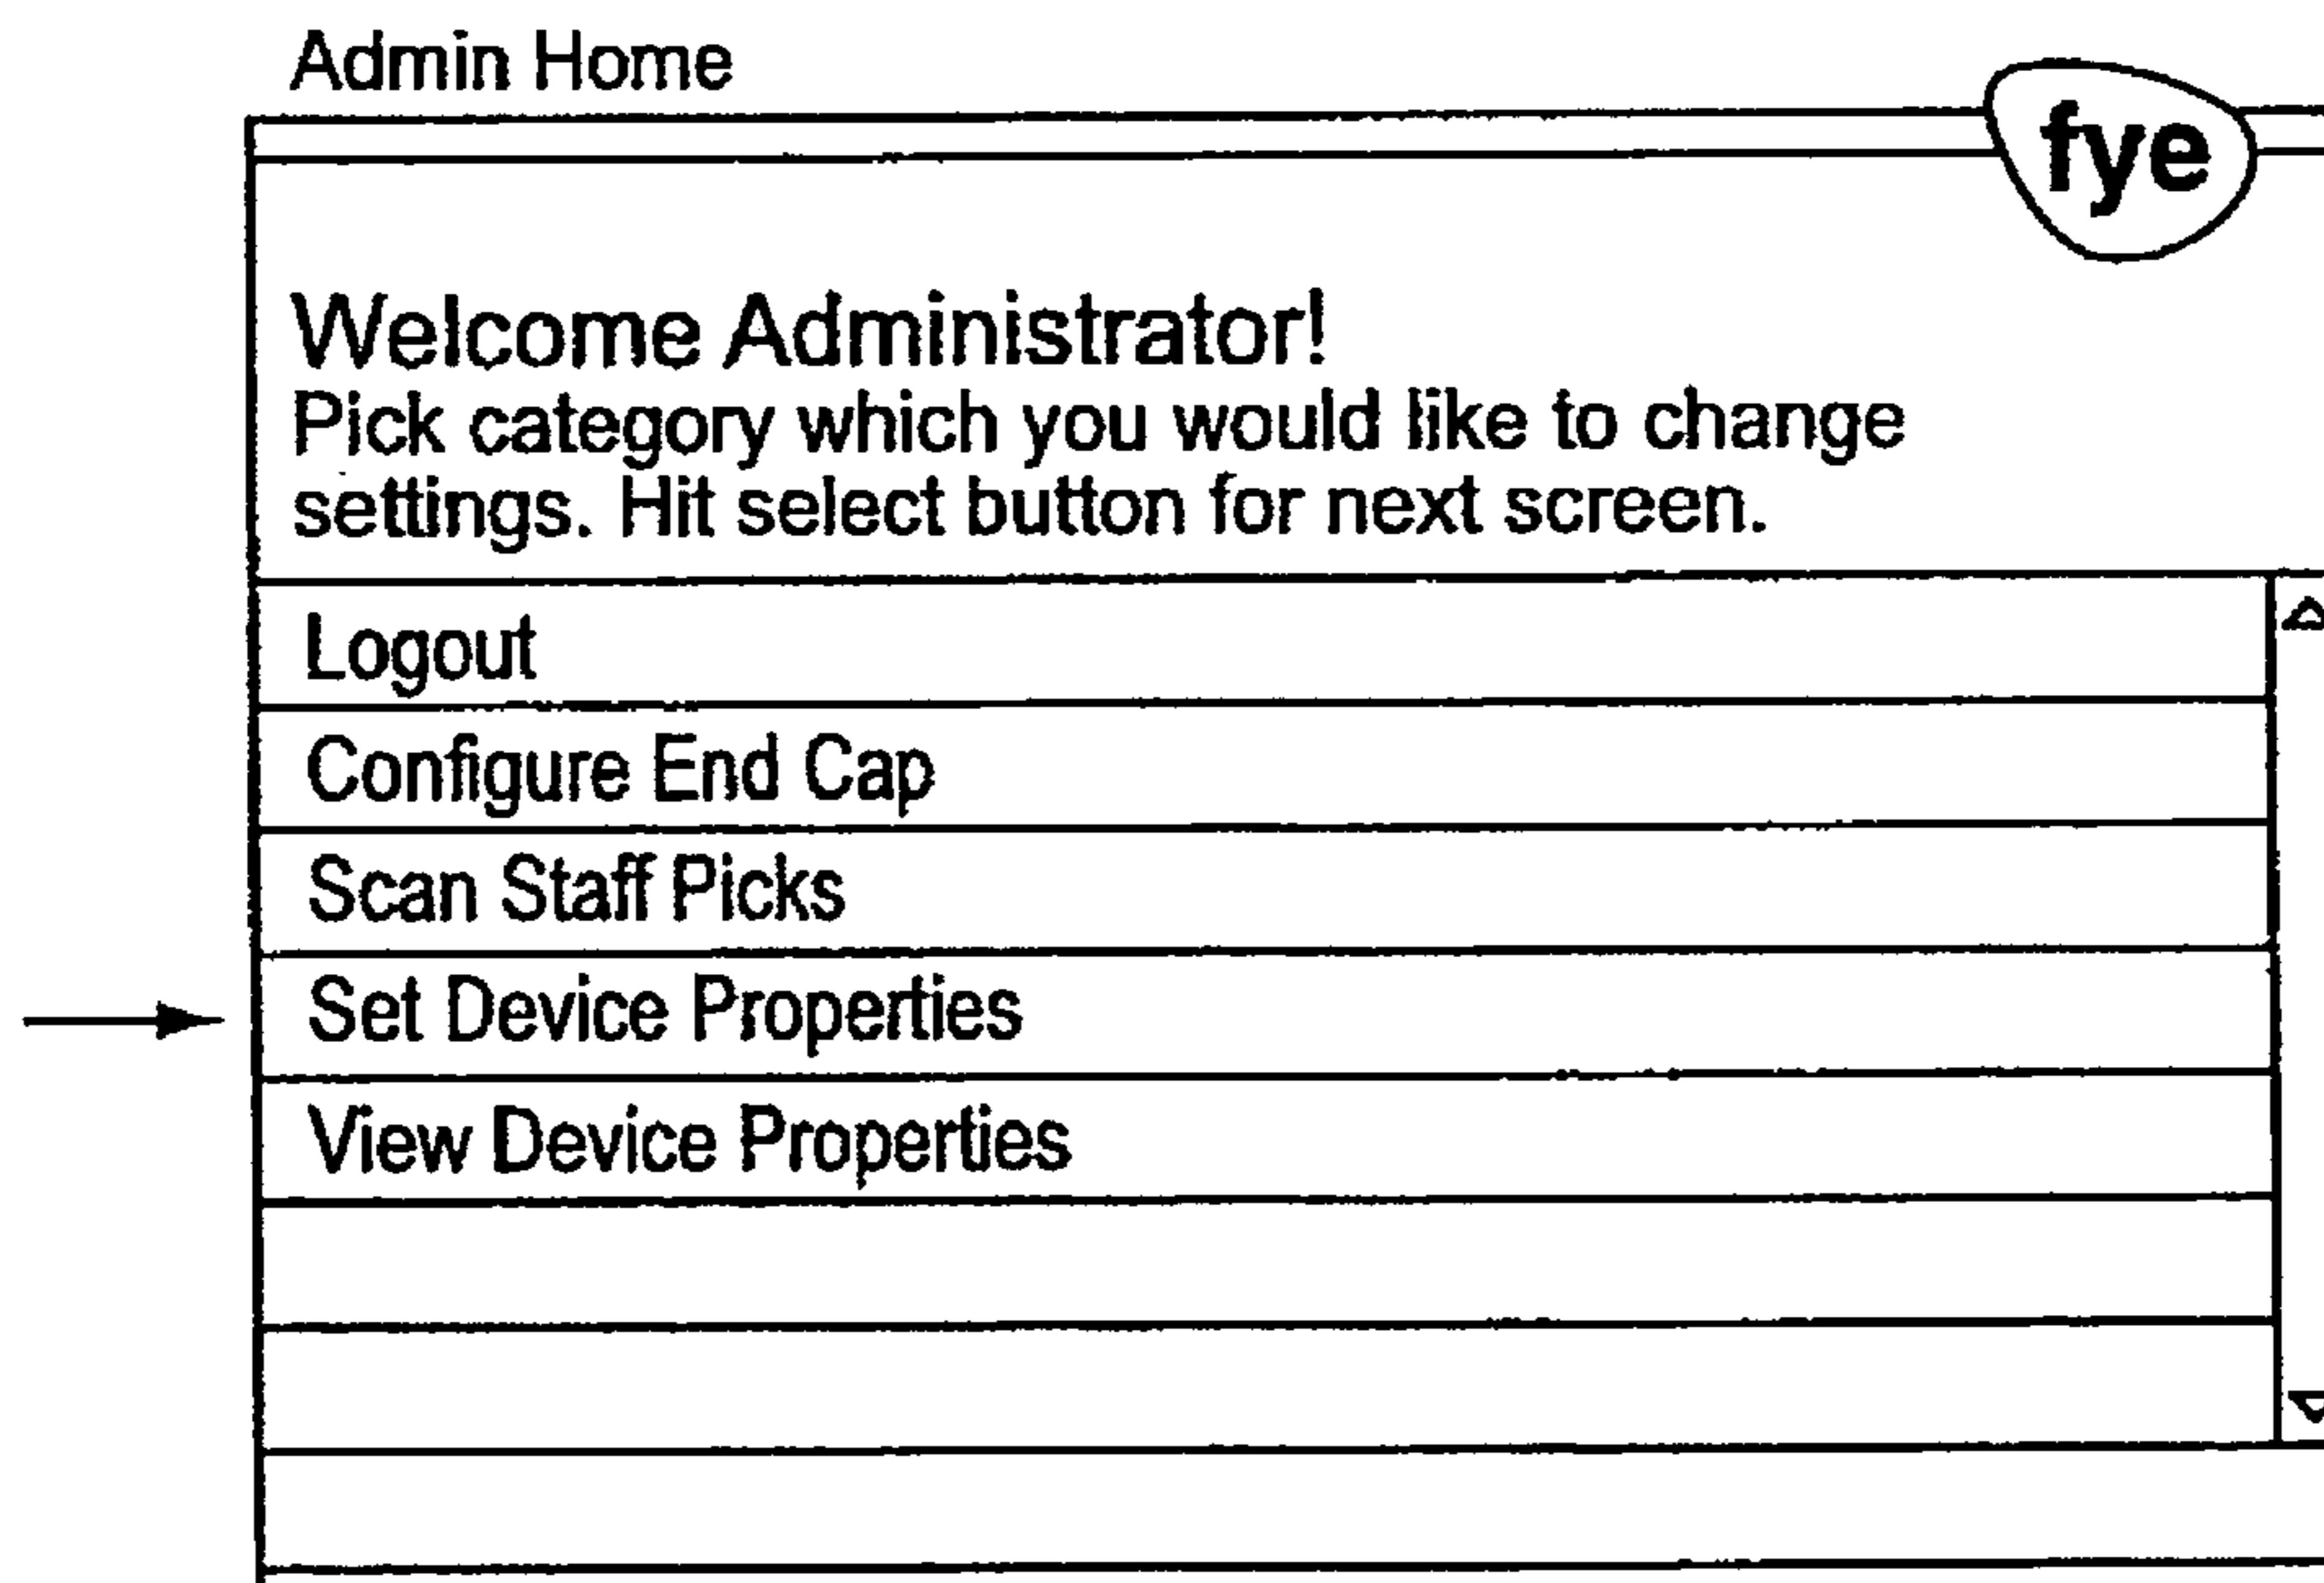 Admin Home
fye
Welcome Administrator!
Pick category which you would like to change
settings. Hit select button for next screen.
Logout
Configure End Cap
Scan Staff Picks
Set Device Properties
View Device Properties